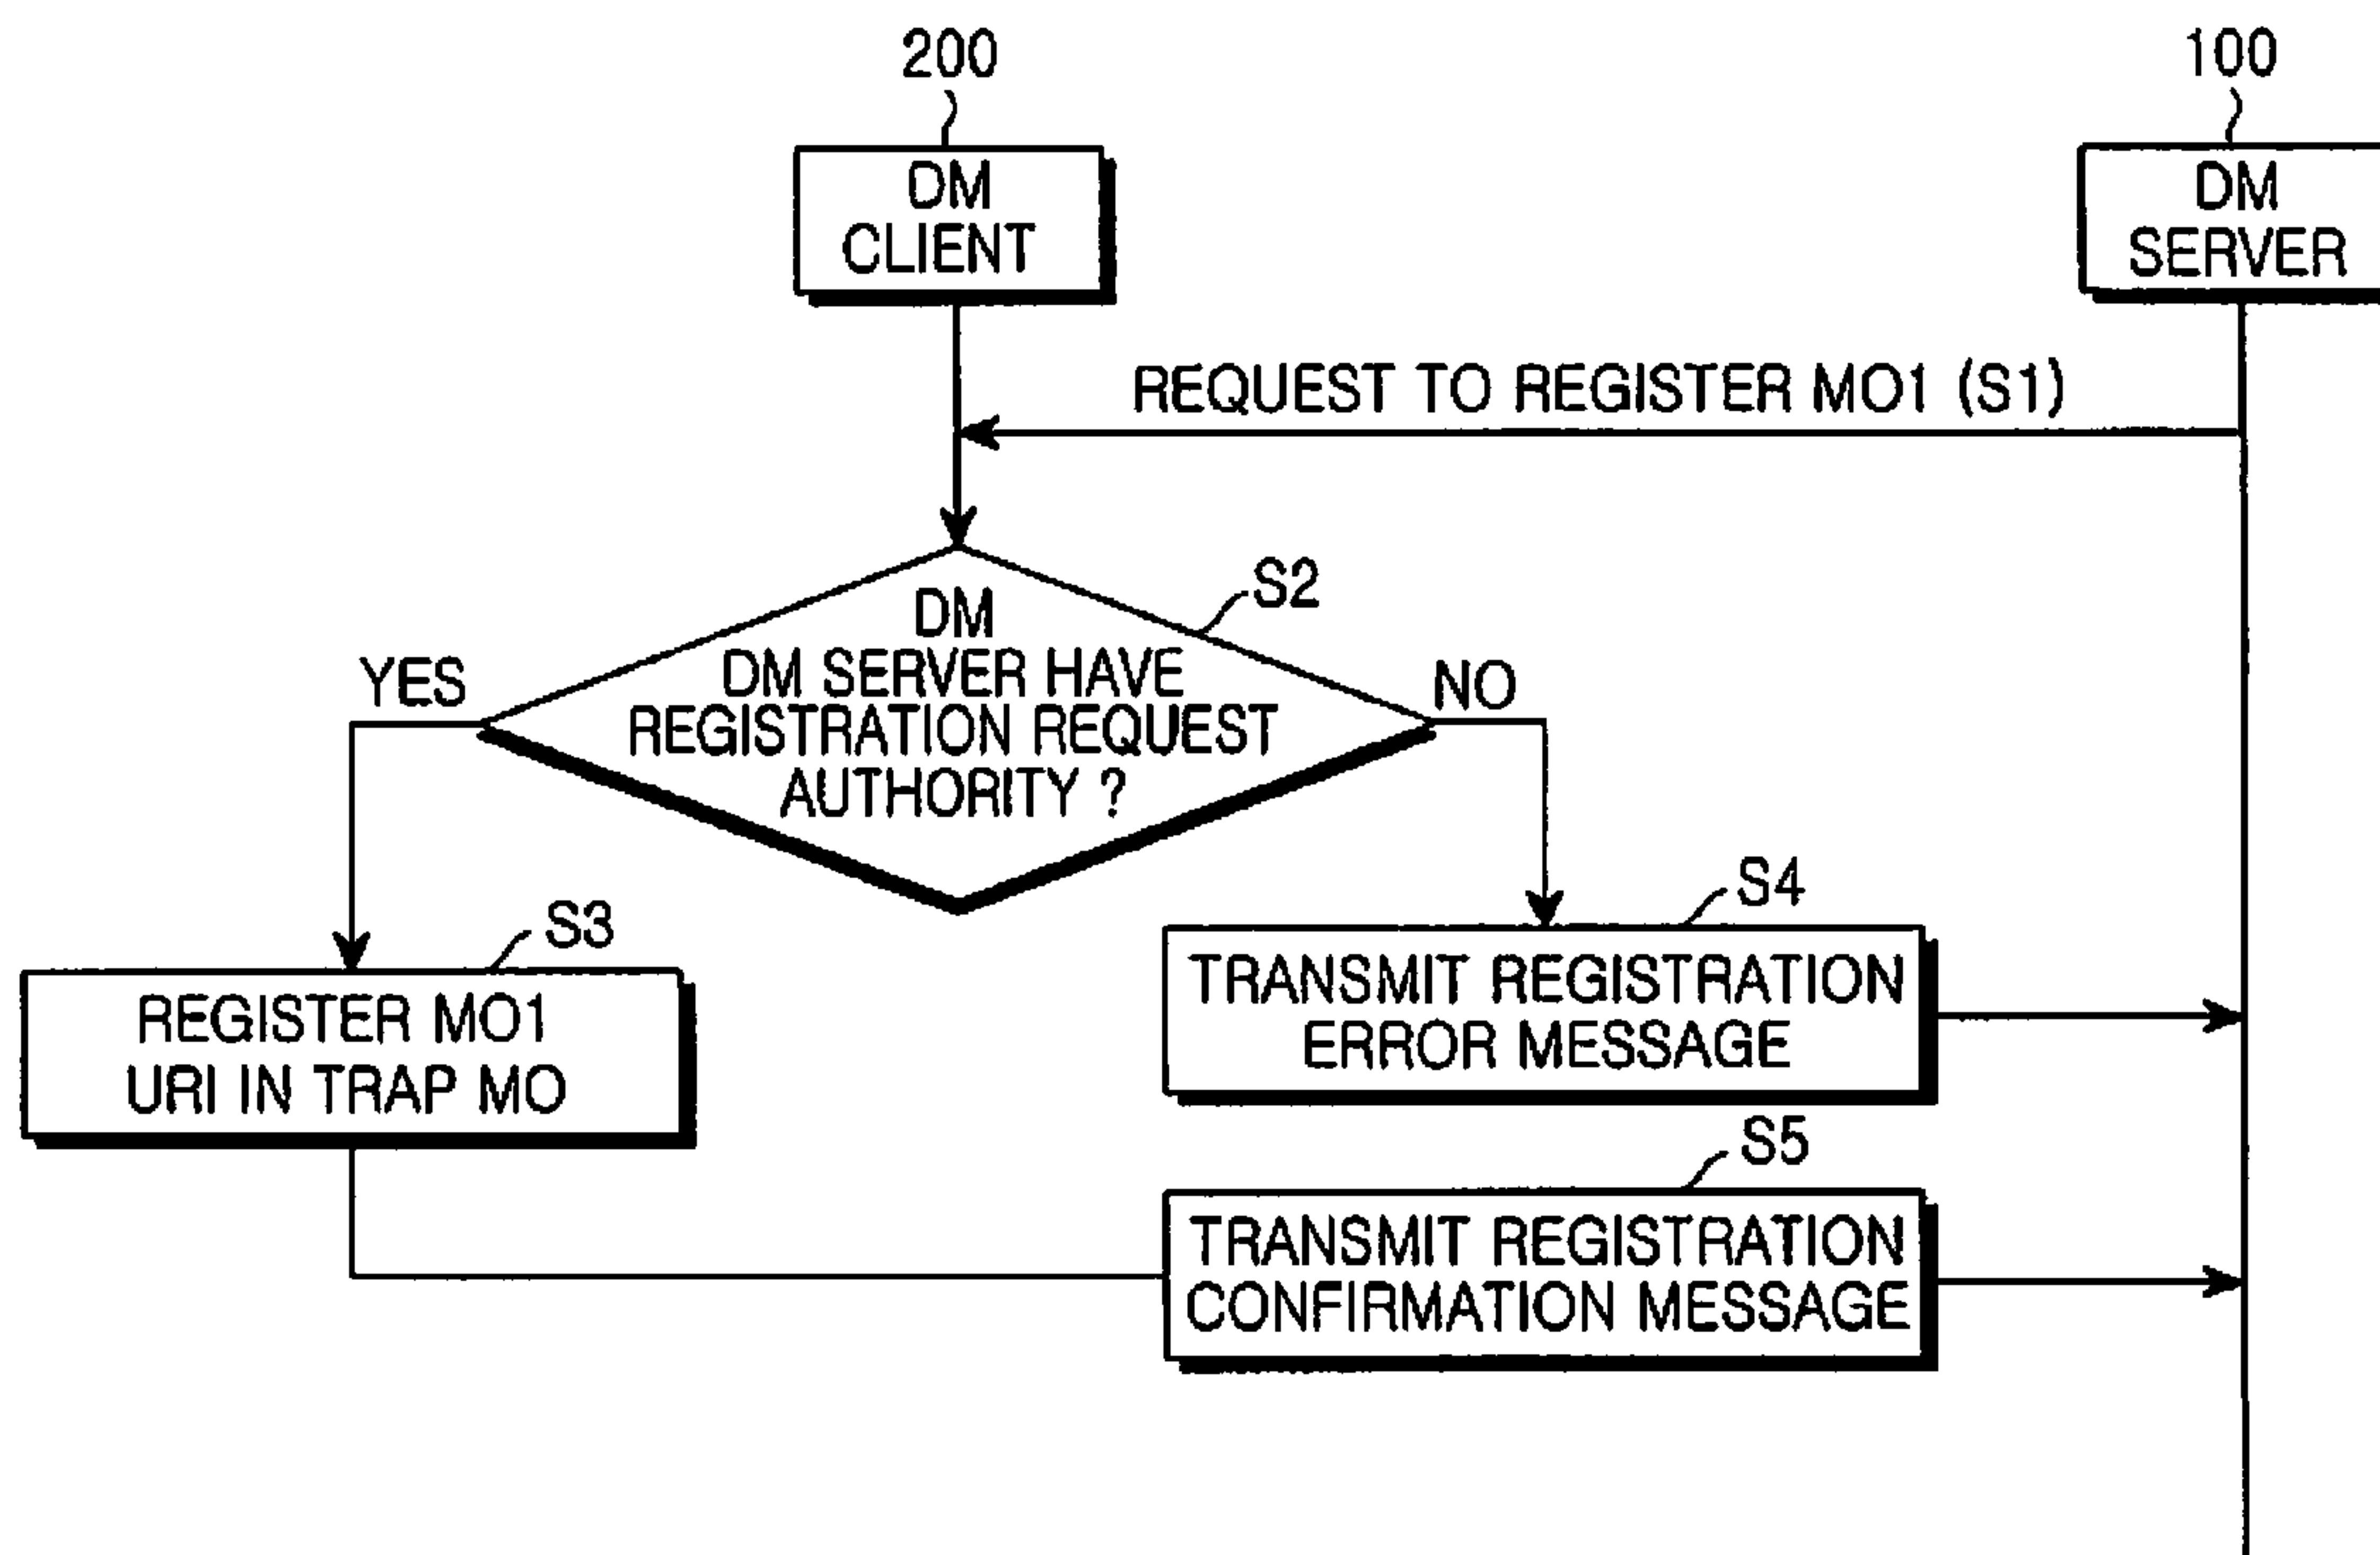 200
100
DM
CLIENT
DM
SERVER
REQUEST TO REGISTER MO1 (S1)
S2
DM
DM SERVER HAVE
REGISTRATION REQUEST
AUTHORITY ?
YES
NO
S3
REGISTER MO1
URI IN TRAP MO
S4
TRANSMIT REGISTRATION
ERROR MESSAGE
S5
TRANSMIT REGISTRATION
CONFIRMATION MESSAGE